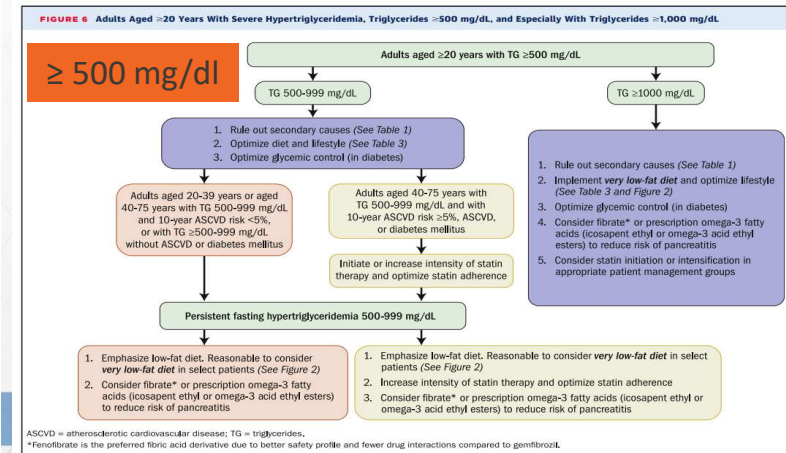 FIGURE 6 Adults Aged ≥20 Years With Severe Hypertriglyceridemia, Triglycerides ≥500 mg/dL, and Especially With Triglycerides ≥1,000 mg/dL
≥ 500 mg/dl
Adults aged ≥20 years with TG ≥500 mg/dL
TG 500-999 mg/dL
TG ≥1000 mg/dL
1. Rule out secondary causes (See Table 1)
2. Optimize diet and lifestyle (See Table 3)
3. Optimize glycemic control (in diabetes)
1. Rule out secondary causes (See Table 1)
2. Implement very low-fat diet and optimize lifestyle
(See Table 3 and Figure 2)
3. Optimize glycemic control (in diabetes)
4. Consider fibrate* or prescription omega-3 fatty
acids (icosapent ethyl or omega-3 acid ethyl
esters) to reduce risk of pancreatitis
5. Consider statin initiation or intensification in
appropriate patient management groups
Adults aged 20-39 years or aged
40-75 years with TG 500-999 mg/dL
and 10-year ASCVD risk <5%,
or with TG ≥500-999 mg/dL
without ASCVD or diabetes mellitus
Adults aged 40-75 years with
TG 500-999 mg/dL and with
10-year ASCVD risk ≥5%, ASCVD,
or diabetes mellitus
Initiate or increase intensity of statin
therapy and optimize statin adherence
Persistent fasting hypertriglyceridemia 500-999 mg/dL
1. Emphasize low-fat diet. Reasonable to consider
very low-fat diet in select patients (See Figure 2)
2. Consider fibrate* or prescription omega-3 fatty
acids (icosapent ethyl or omega-3 acid ethyl esters)
to reduce risk of pancreatitis
1. Emphasize low-fat diet. Reasonable to consider very low-fat diet in select
patients (See Figure 2)
2. Increase intensity of statin therapy and optimize statin adherence
3. Consider fibrate* or prescription omega-3 fatty acids (icosapent ethyl or
omega-3 acid ethyl esters) to reduce risk of pancreatitis
ASCVD = atherosclerotic cardiovascular disease; TG = triglycerides.
*Fenofibrate is the preferred fibric acid derivative due to better safety profile and fewer drug interactions compared to gemfibrozil.